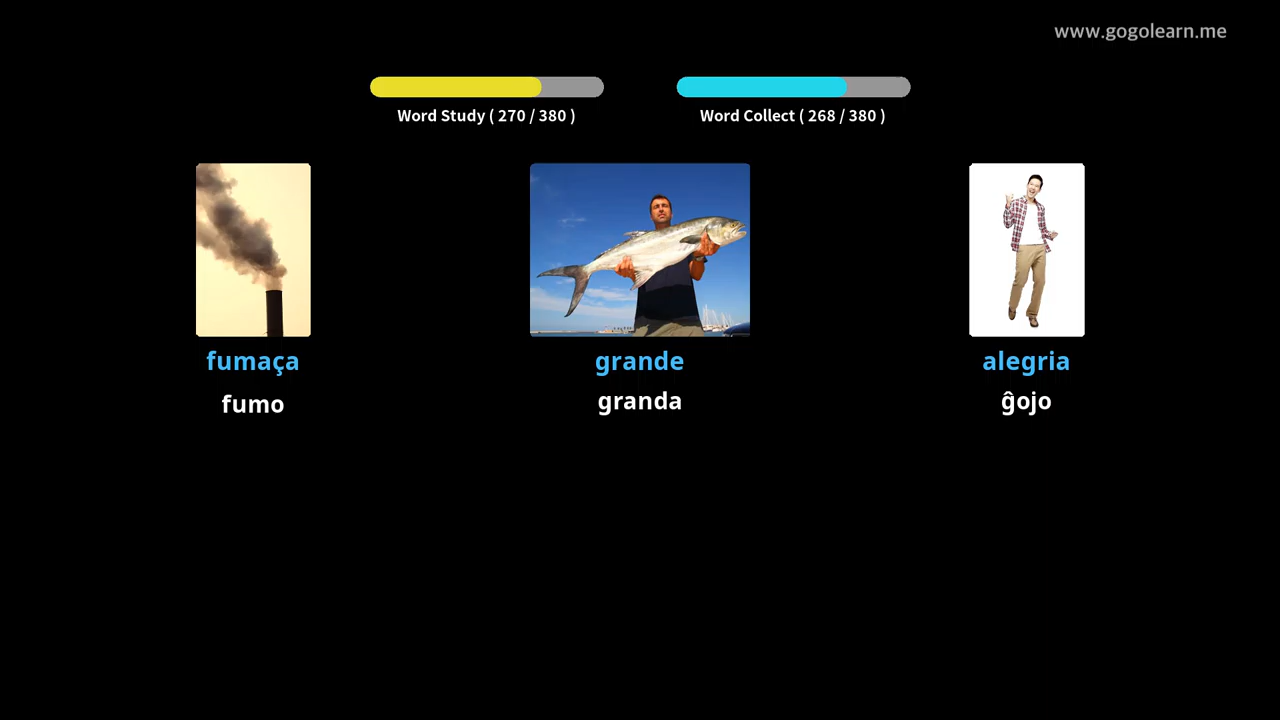 www.gogolearn.me
Word Study ( 270 / 380 )
Word Collect ( 268 / 380 )
fumaça
grande
alegria
fumo
granda
ĝojo